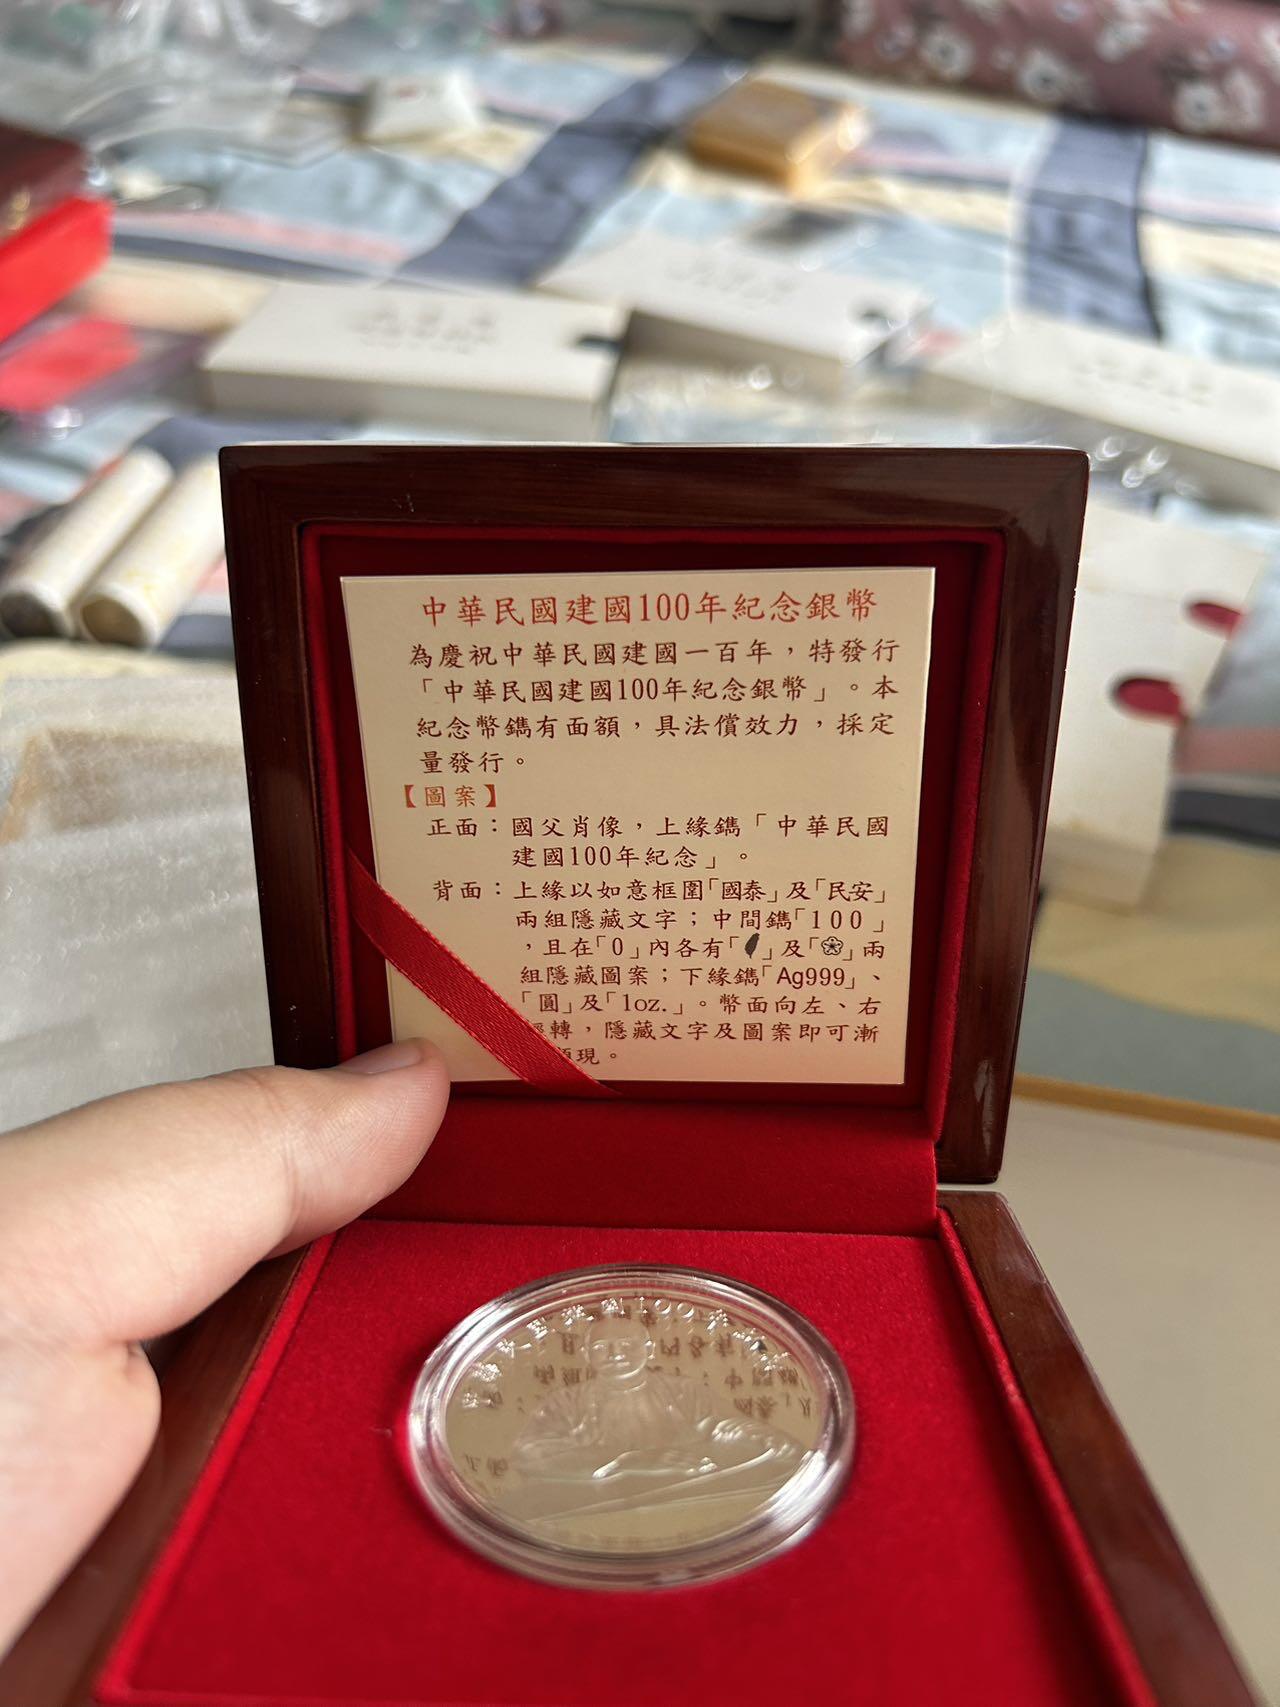 中華民國建國100年紀念銀幣
為慶祝中華民國建國一百年，特發行
「中華民國建國100年紀念銀幣」。本
紀念幣鐫有面額，具法償效力，採定
量發行。
【圖案】
正面：國父肖像，上緣鐫「中華民國
建國100年紀念」。
背面：上緣以如意框圍「國泰」及「民安」
兩組隱藏文字；中間鐫「100」
，且在「0」內各有「」及「」兩
組隱藏圖案；下緣鐫「Ag999」、
「圓」及「1oz.」。幣面向左、右
轉，隱藏文字及圖案即可漸
現。